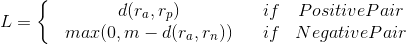 L = { d(r_a, r_p) if PositivePair
max(0, m - d(r_a, r_n)) if NegativePair